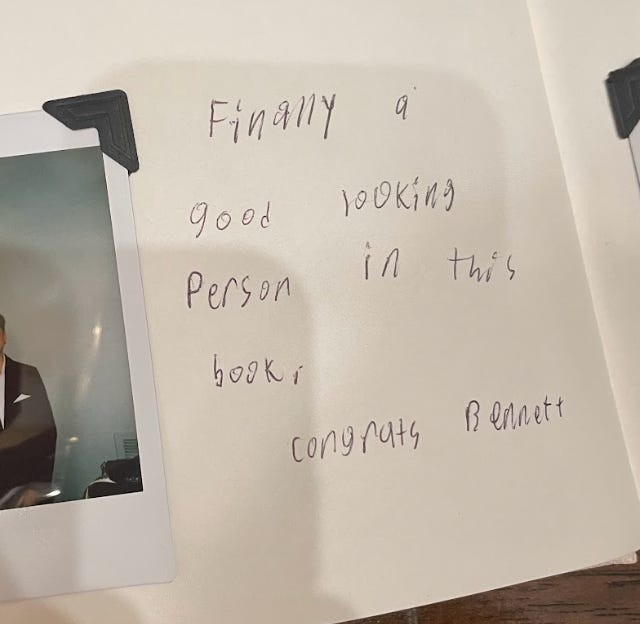 Finally a
good looking
Person in this
book,
congrats Bennett